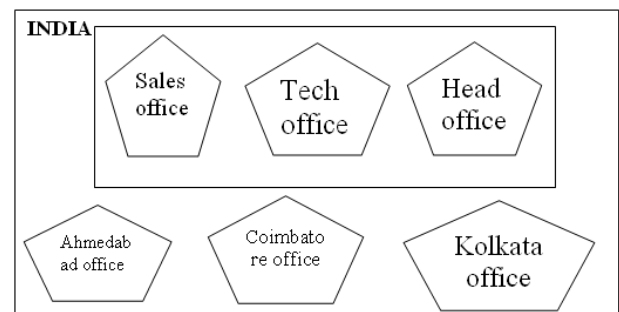 INDIA
Sales
office
Tech
office
Head
office
Ahmedab
ad office
Coimbato
re office
Kolkata
office